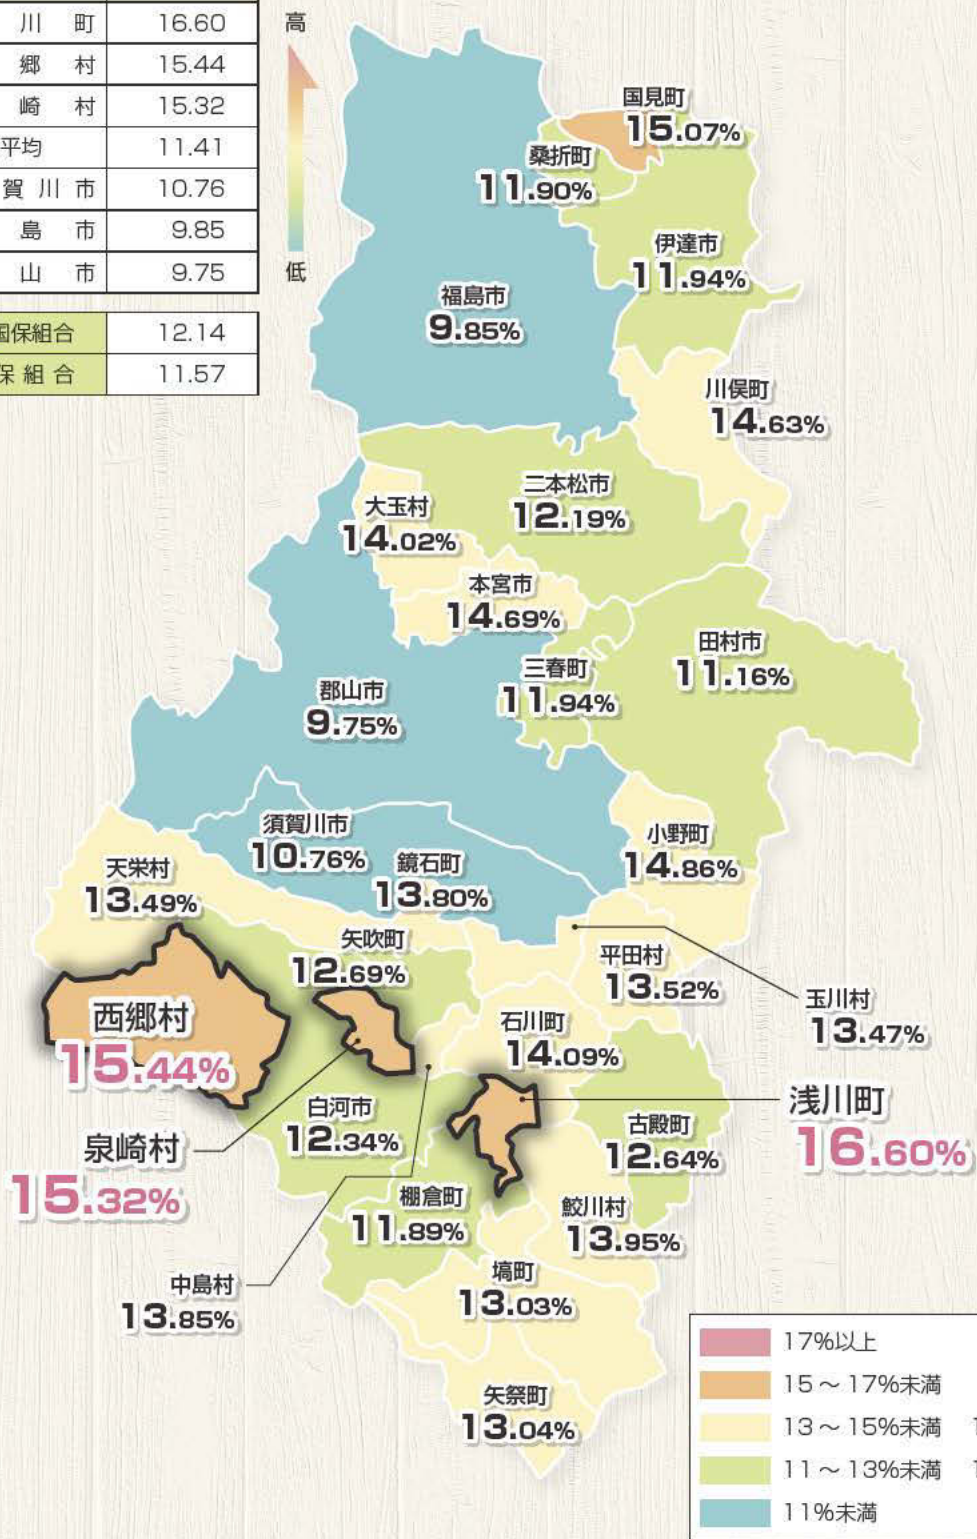 川町 16.60
郷村 15.44
崎村 15.32
平均 11.41
賀川市 10.76
島市 9.85
山市 9.75
国保組合 12.14
保組合 11.57
高
低
国見町
15.07%
桑折町
11.90%
伊達市
11.94%
福島市
9.85%
川俣町
14.63%
二本松市
12.19%
大玉村
14.02%
本宮市
14.69%
田村市
11.16%
三春町
11.94%
郡山市
9.75%
須賀川市
10.76%
鏡石町
13.80%
小野町
14.86%
天栄村
13.49%
矢吹町
12.69%
平田村
13.52%
玉川村
13.47%
西郷村
15.44%
石川町
14.09%
浅川町
16.60%
白河市
12.34%
古殿町
12.64%
泉崎村
15.32%
棚倉町
11.89%
鮫川村
13.95%
中島村
13.85%
塙町
13.03%
矢祭町
13.04%
17%以上
15～17%未満
13～15%未満 1
11～13%未満 1
11%未満